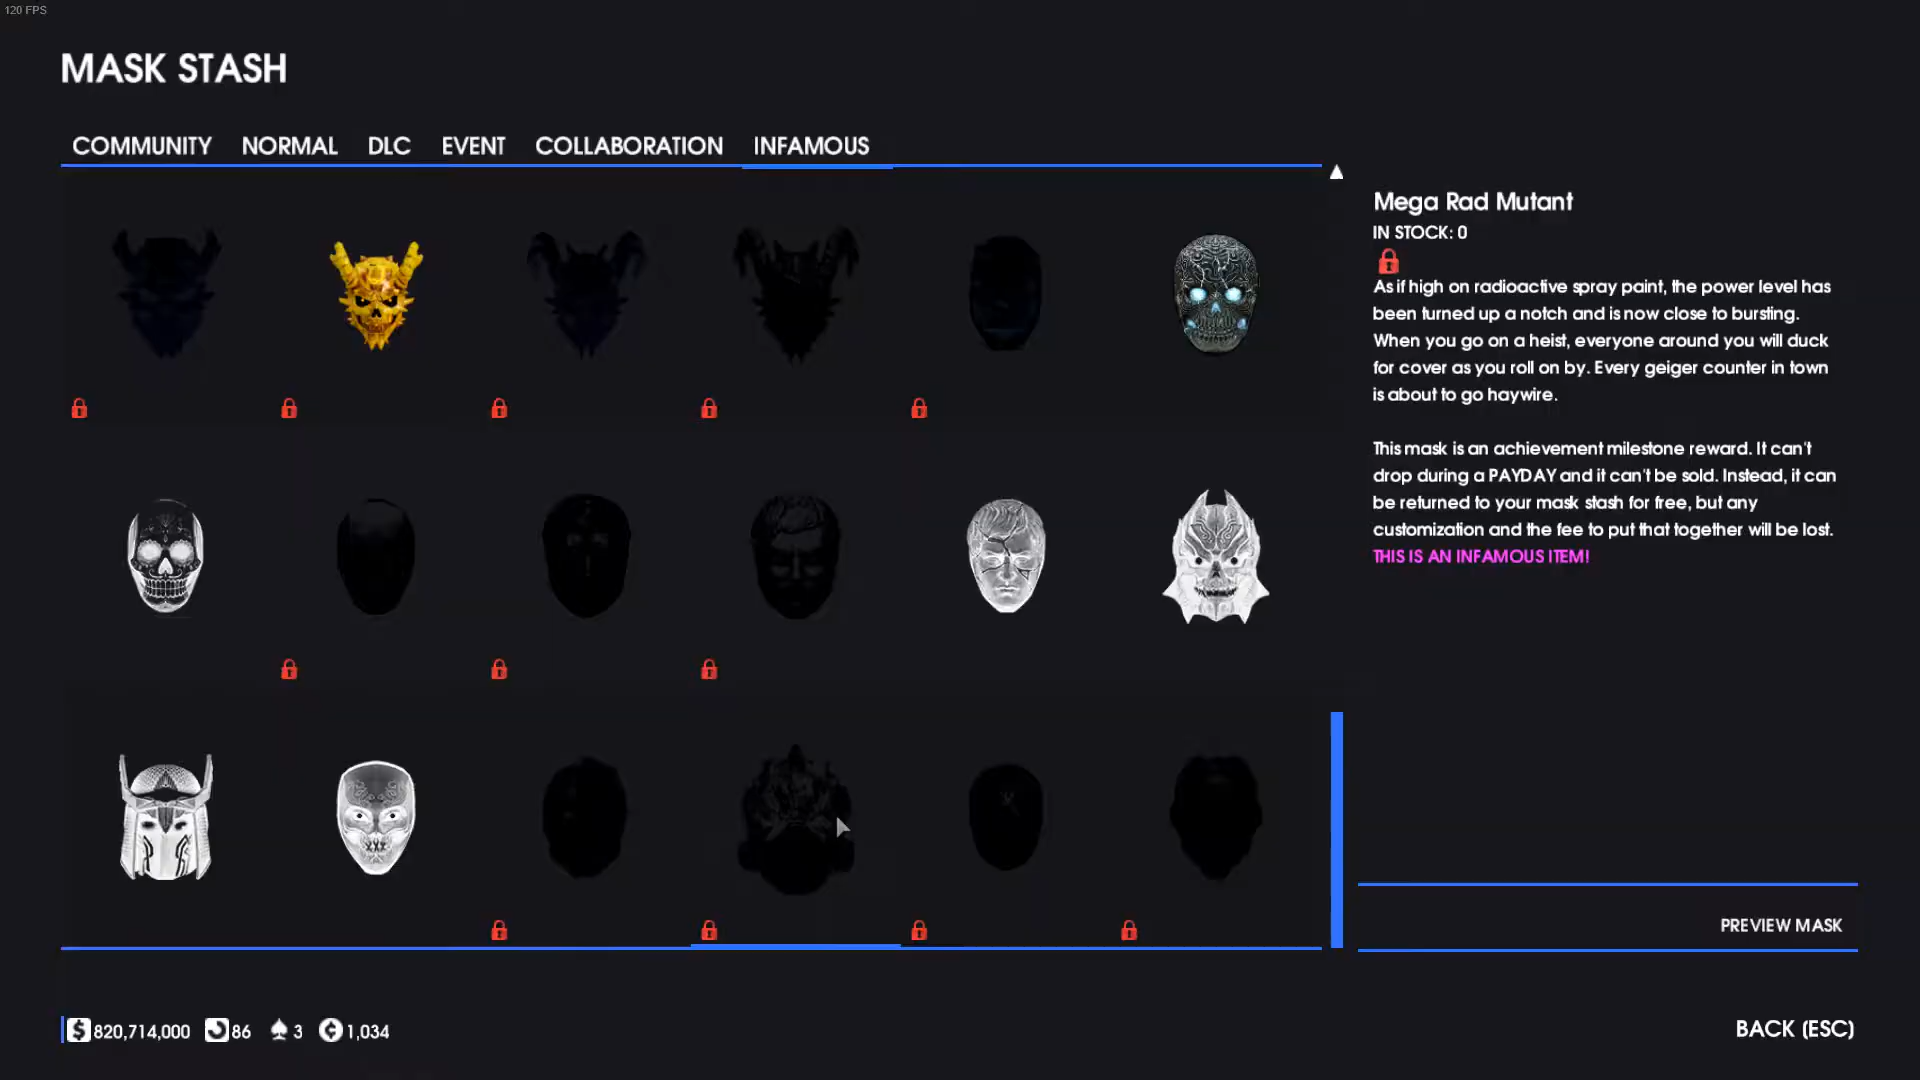 120 FPS
MASK STASH
COMMUNITY NORMAL DLC EVENT COLLABORATION INFAMOUS
Mega Rad Mutant
IN STOCK: 0
As if high on radioactive spray paint, the power level has
been turned up a notch and is now close to bursting.
When you go on a heist, everyone around you will duck
for cover as you roll on by. Every geiger counter in town
is about to go haywire.
This mask is an achievement milestone reward. It can't
drop during a PAYDAY and it can't be sold. Instead, it can
be returned to your mask stash for free, but any
customization and the fee to put that together will be lost.
THIS IS AN INFAMOUS ITEM!
PREVIEW MASK
$ 820,714,000 86 3 1,034
BACK (ESC)